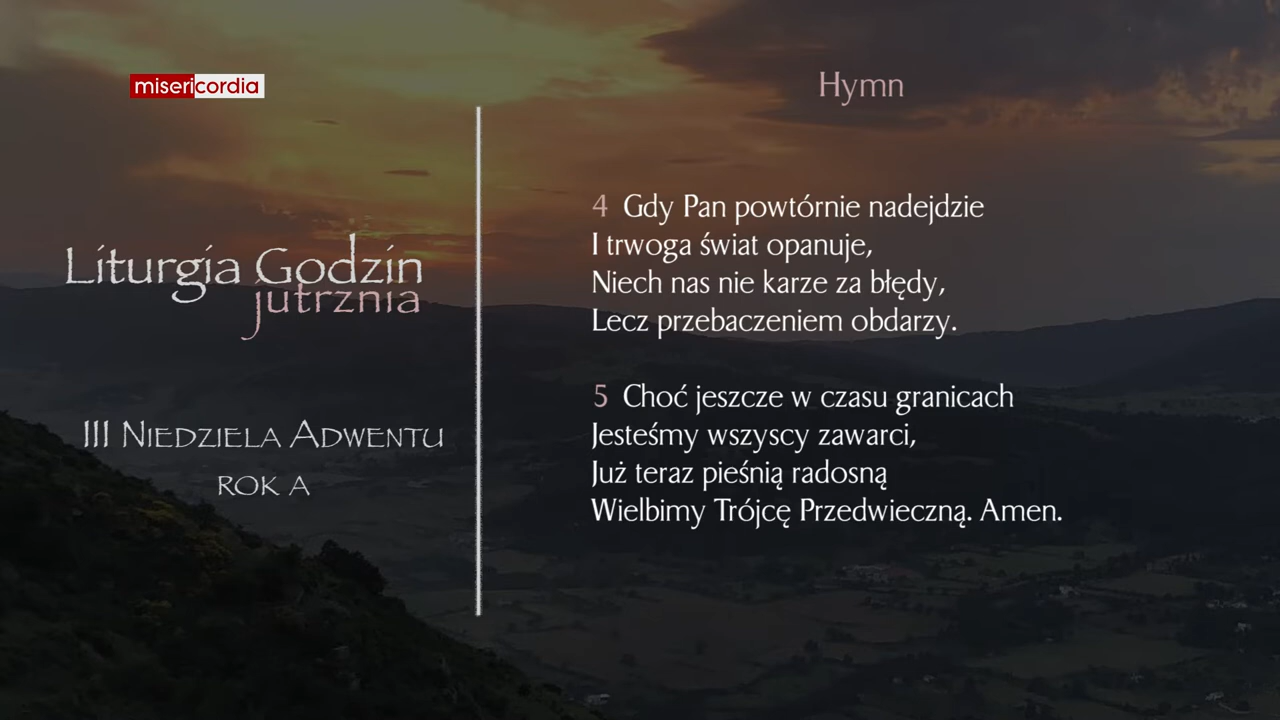 misericordia
Liturgia Godzin
jutrznia
III Niedziela Adwentu
rok A
Hymn
4 Gdy Pan powtórnie nadejdzie
I trwoga świat opanuje,
Niech nas nie karze za błędy,
Lecz przebaczeniem obdarzy.
5 Choć jeszcze w czasu granicach
Jesteśmy wszyscy zawarci,
Już teraz pieśnią radosną
Wielbimy Trójcę Przedwieczną. Amen.